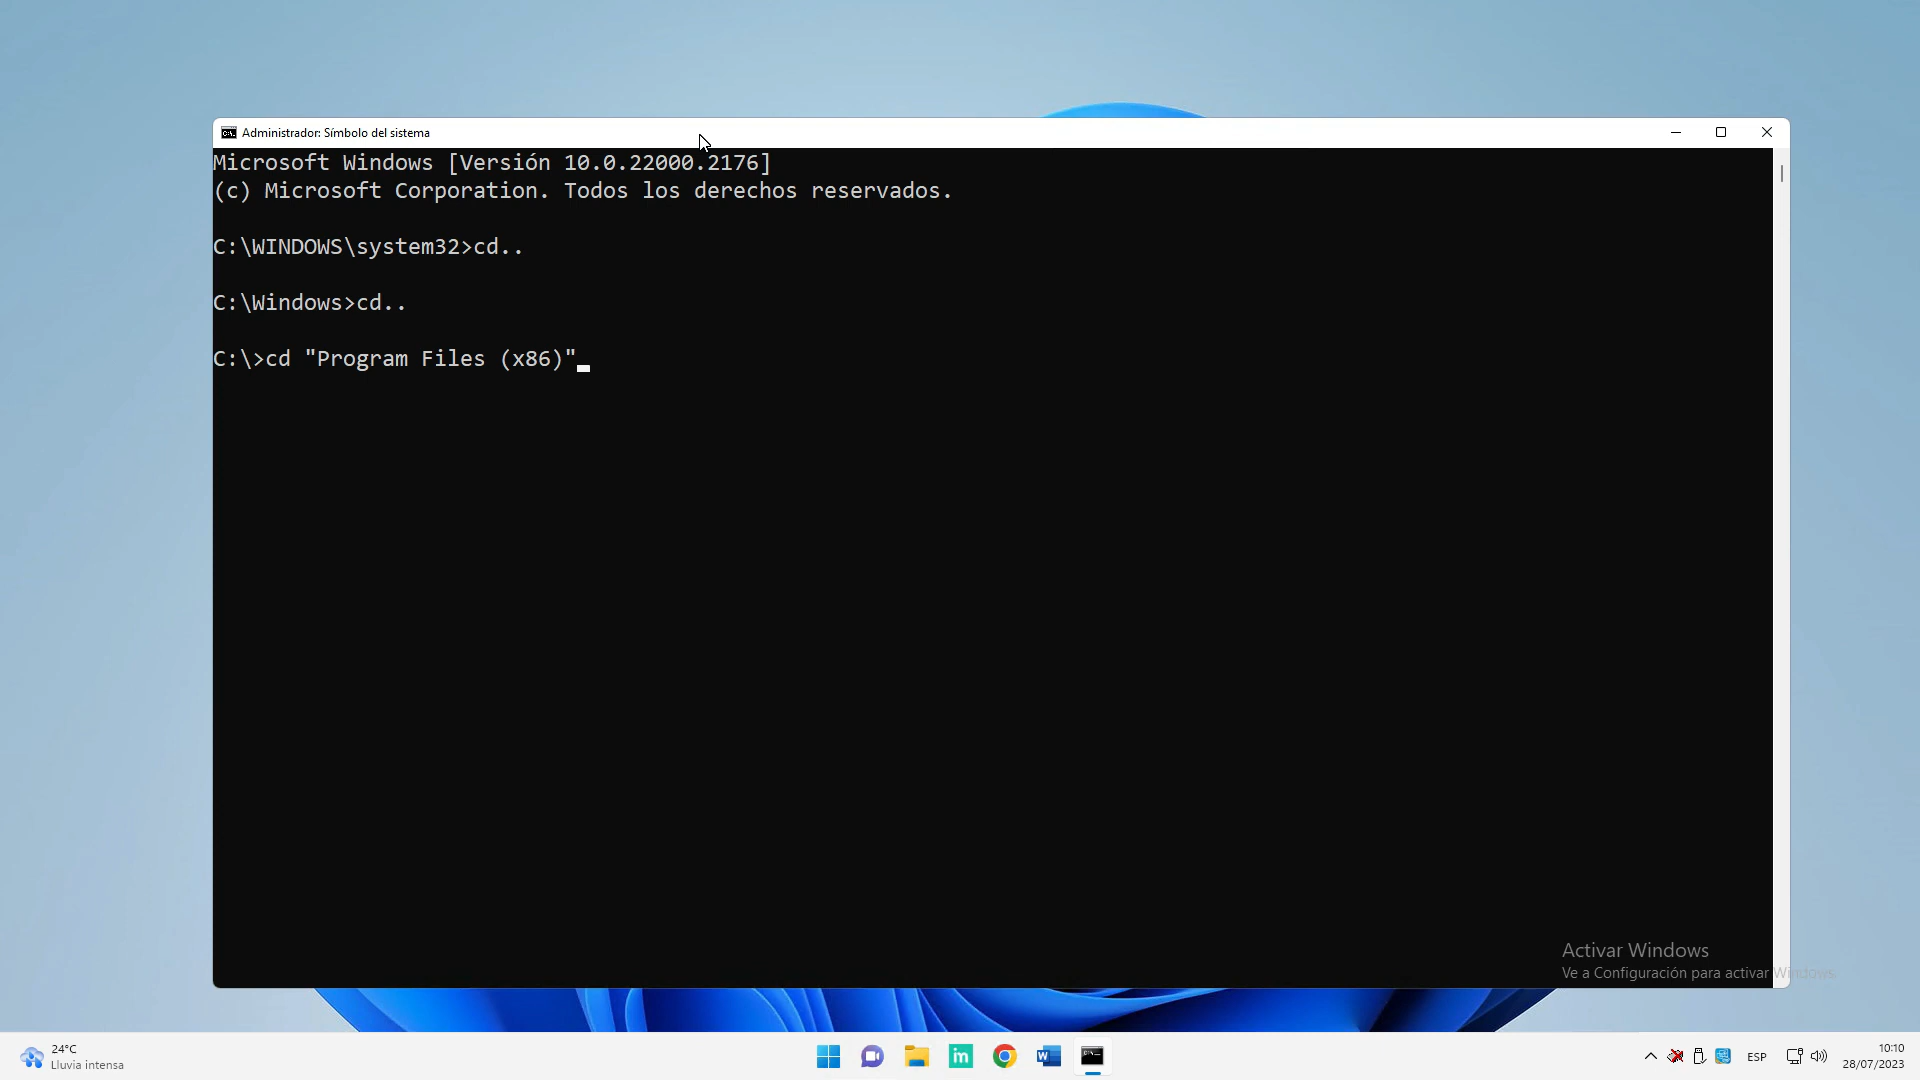 Administrador: Símbolo del sistema
Microsoft Windows [Versión 10.0.22000.2176]
(c) Microsoft Corporation. Todos los derechos reservados.
C:\WINDOWS\system32>cd..
C:\Windows>cd..
C:\>cd "Program Files (x86)"
Activar Windows
Ve a Configuración para activar Windows.
24°C
Lluvia intensa
ESP
10:10
28/07/2023